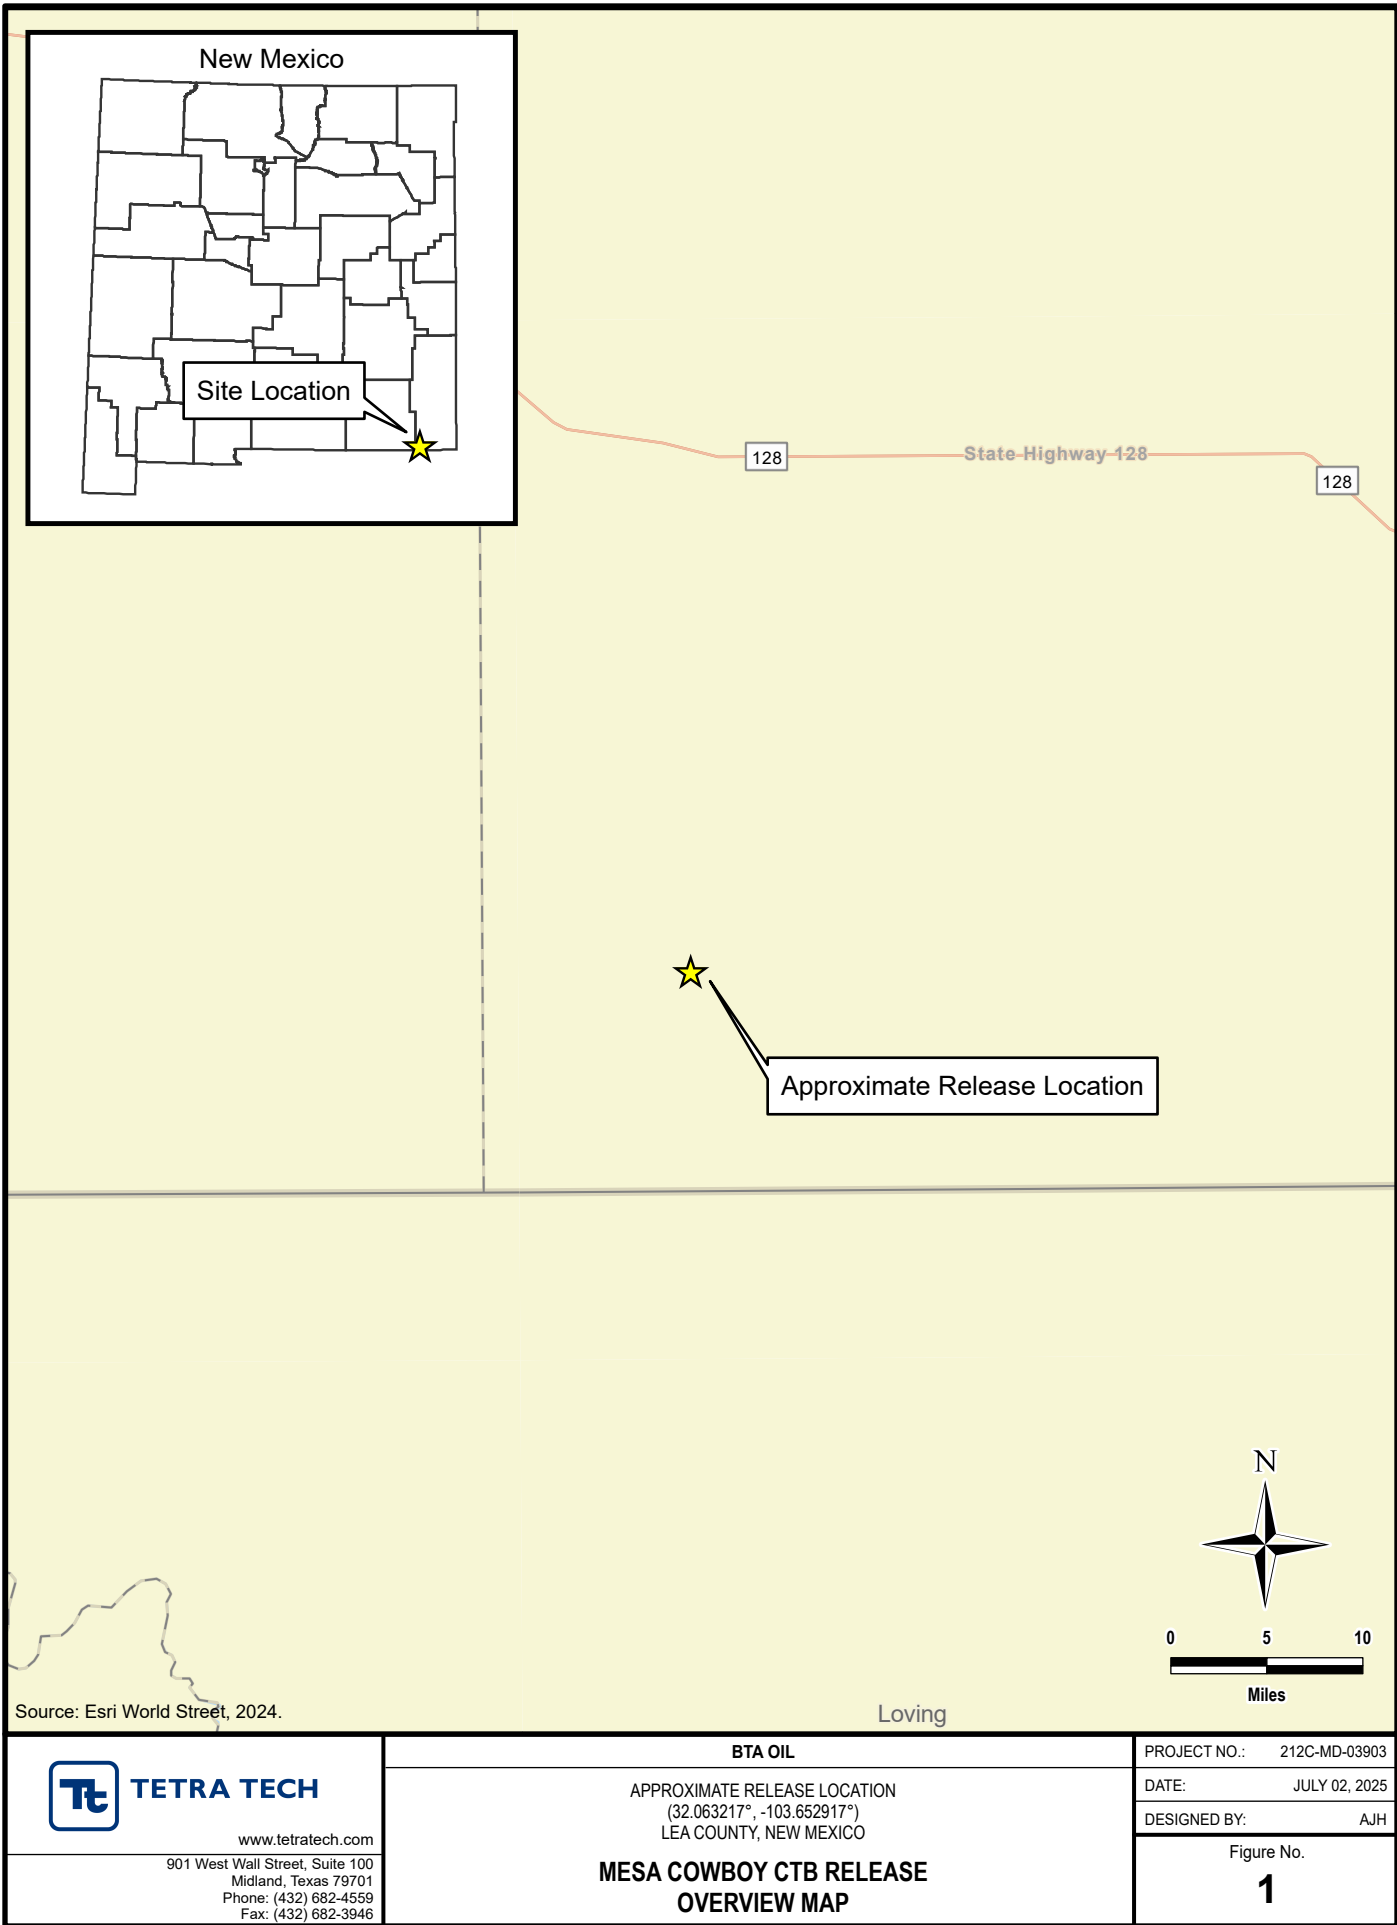 New Mexico
Site Location
128
State Highway 128
128
Approximate Release Location
N
0 5 10
Miles
Source: Esri World Street, 2024.
Loving
Tt TETRA TECH
www.tetratech.com
901 West Wall Street, Suite 100
Midland, Texas 79701
Phone: (432) 682-4559
Fax: (432) 682-3946
BTA OIL
APPROXIMATE RELEASE LOCATION
(32.063217°, -103.652917°)
LEA COUNTY, NEW MEXICO
MESA COWBOY CTB RELEASE
OVERVIEW MAP
PROJECT NO.: 212C-MD-03903
DATE: JULY 02, 2025
DESIGNED BY: AJH
Figure No.
1